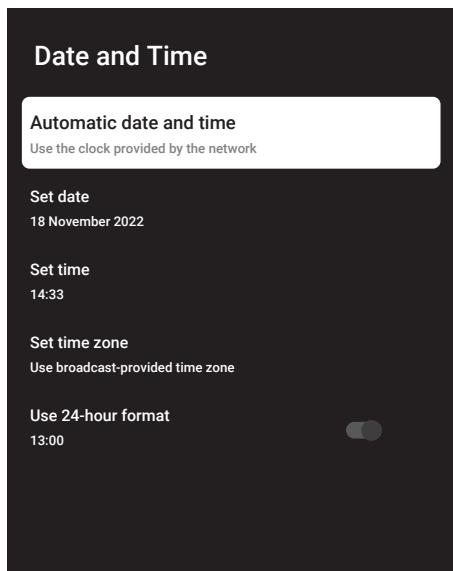 Date and Time
Automatic date and time
Use the clock provided by the network
Set date
18 November 2022
Set time
14:33
Set time zone
Use broadcast-provided time zone
Use 24-hour format
13:00